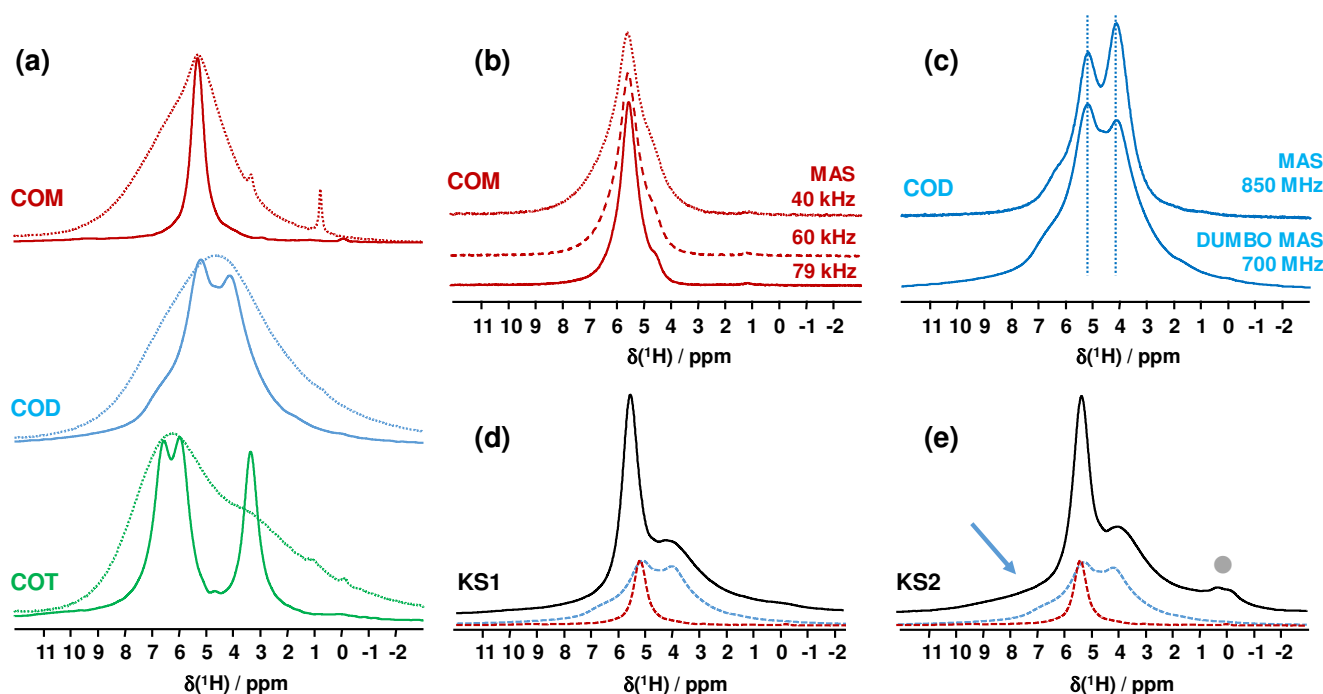 (a)
COM
COD
COT
11 10 9 8 7 6 5 4 3 2 1 0 -1 -2
δ(¹H) / ppm
(b)
COM
MAS
40 kHz
60 kHz
79 kHz
11 10 9 8 7 6 5 4 3 2 1 0 -1 -2
δ(¹H) / ppm
(c)
COD
MAS
850 MHz
DUMBO MAS
700 MHz
11 10 9 8 7 6 5 4 3 2 1 0 -1 -2
δ(¹H) / ppm
(d)
KS1
11 10 9 8 7 6 5 4 3 2 1 0 -1 -2
δ(¹H) / ppm
(e)
KS2
11 10 9 8 7 6 5 4 3 2 1 0 -1 -2
δ(¹H) / ppm